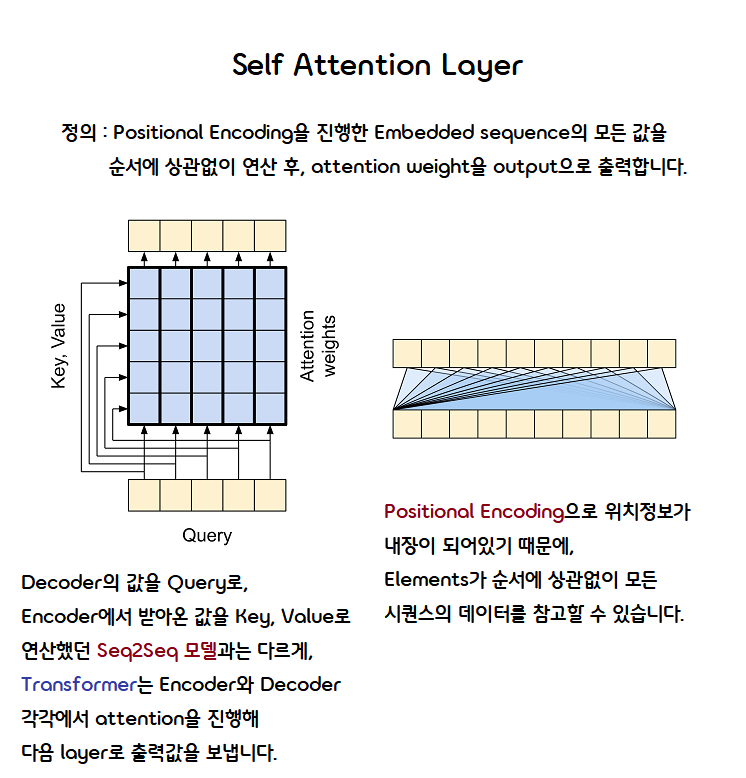 Self Attention Layer
정의 : Positional Encoding을 진행한 Embedded sequence의 모든 값을
순서에 상관없이 연산 후, attention weight을 output으로 출력합니다.
Key, Value
Attention
weights
Query
Decoder의 값을 Query로,
Encoder에서 받아온 값을 Key, Value로
연산했던 Seq2Seq 모델과는 다르게,
Transformer는 Encoder와 Decoder
각각에서 attention을 진행해
다음 layer로 출력값을 보냅니다.
Positional Encoding으로 위치정보가
내장이 되어있기 때문에,
Elements가 순서에 상관없이 모든
시퀀스의 데이터를 참고할 수 있습니다.